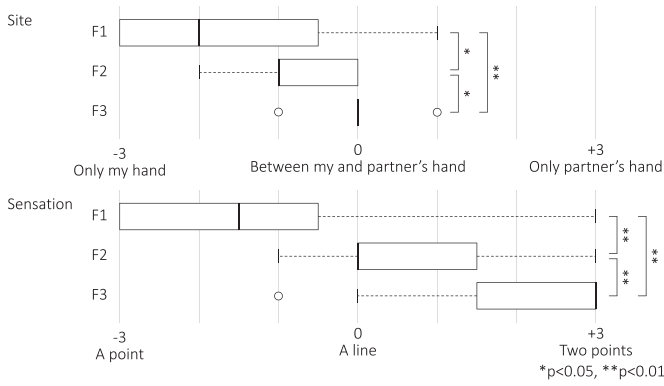 Site
F1
F2
F3
*
*
**
-3
0
+3
Only my hand
Between my and partner's hand
Only partner's hand
Sensation
F1
F2
F3
**
**
**
-3
0
+3
A point
A line
Two points
*p<0.05, **p<0.01